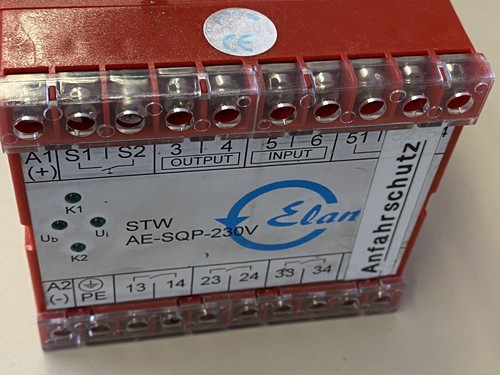 CE
A1 S1 S2 3 4 5 6 51
(+) OUTPUT INPUT
K1
Ub Ui
K2
STW
AE-SQP-230V
Elan
Anfahrschutz
A2 PE 13 14 23 24 33 34
(-)